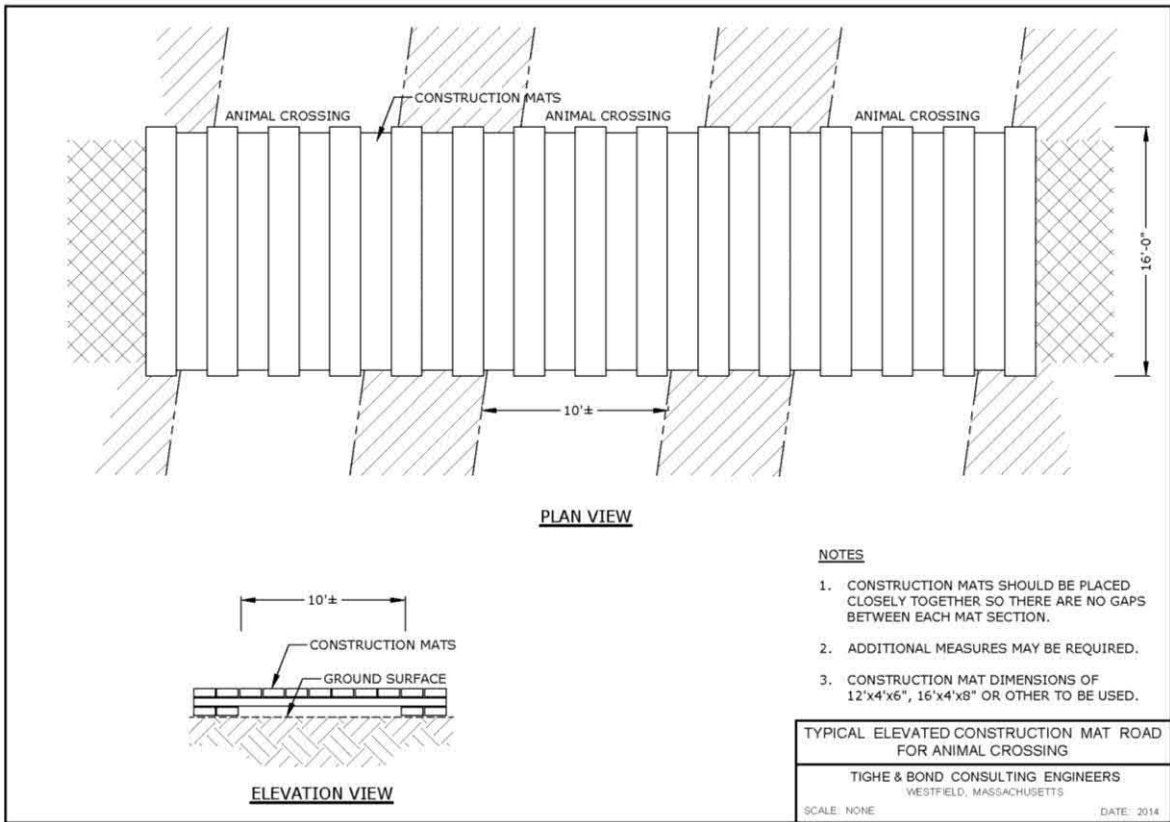 CONSTRUCTION MATS
ANIMAL CROSSING
ANIMAL CROSSING
ANIMAL CROSSING
16'-0"
10'±
PLAN VIEW
10'±
CONSTRUCTION MATS
GROUND SURFACE
ELEVATION VIEW
NOTES
1. CONSTRUCTION MATS SHOULD BE PLACED
CLOSELY TOGETHER SO THERE ARE NO GAPS
BETWEEN EACH MAT SECTION.
2. ADDITIONAL MEASURES MAY BE REQUIRED.
3. CONSTRUCTION MAT DIMENSIONS OF
12'x4'x6", 16'x4'x8" OR OTHER TO BE USED.
TYPICAL ELEVATED CONSTRUCTION MAT ROAD
FOR ANIMAL CROSSING
TIGHE & BOND CONSULTING ENGINEERS
WESTFIELD, MASSACHUSETTS
SCALE: NONE
DATE: 2014